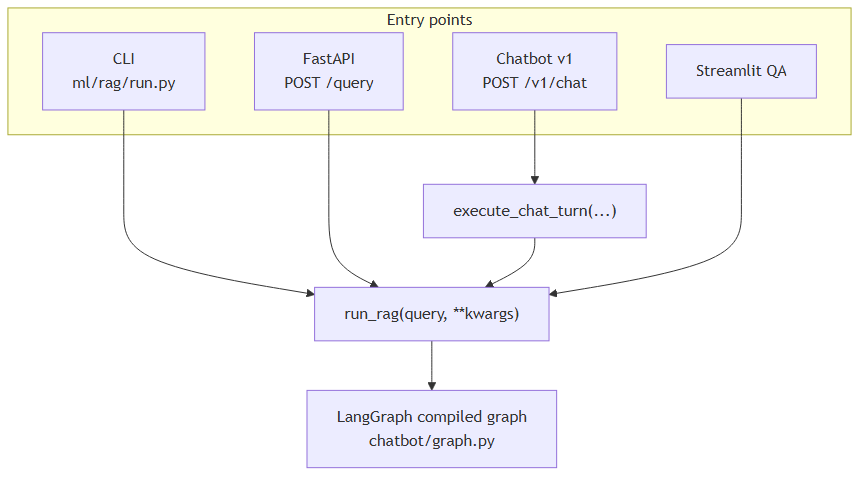 Entry points
CLI
ml/rag/run.py
FastAPI
POST /query
Chatbot v1
POST /v1/chat
Streamlit QA
execute_chat_turn(...)
run_rag(query, **kwargs)
LangGraph compiled graph
chatbot/graph.py